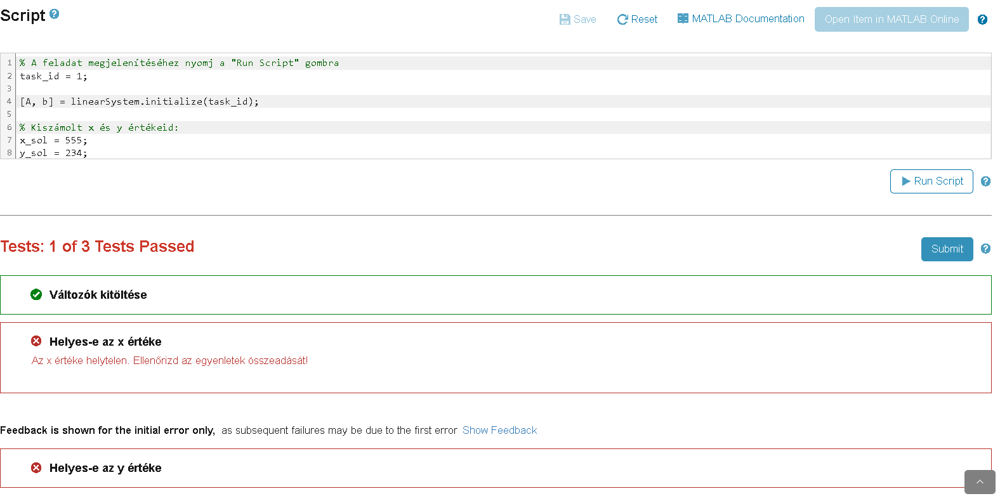 Script
Save Reset MATLAB Documentation Open Item in MATLAB Online
1 % A feladat megjelenítéséhez nyomj a "Run Script" gombra
2 task_id = 1;
3
4 [A, b] = linearSystem.initialize(task_id);
5
6 % Kiszámolt x és y értékeid:
7 x_sol = 555;
8 y_sol = 234;
Run Script
Tests: 1 of 3 Tests Passed
Submit
Változók kitöltése
Helyes-e az x értéke
Az x értéke helytelen. Ellenőrizd az egyenletek összeadását!
Feedback is shown for the initial error only, as subsequent failures may be due to the first error Show Feedback
Helyes-e az y értéke